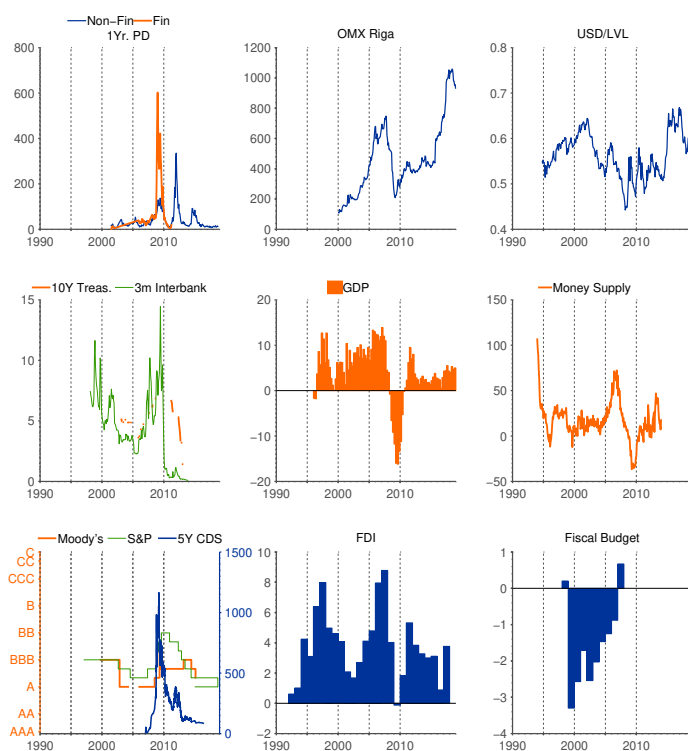 Non−Fin Fin
1Yr. PD
800
600
400
200
0
1990 2000 2010
OMX Riga
1200
1000
800
600
400
200
0
1990 2000 2010
USD/LVL
0.8
0.7
0.6
0.5
0.4
1990 2000 2010
10Y Treas. 3m Interbank
15
10
5
0
1990 2000 2010
GDP
20
10
0
−10
−20
1990 2000 2010
Money Supply
150
100
50
0
−50
1990 2000 2010
Moody's S&P 5Y CDS
C
CC
CCC
B
BB
BBB
A
AA
AAA
1500
1000
500
0
1990 2000 2010
FDI
10
8
6
4
2
0
−2
1990 2000 2010
Fiscal Budget
1
0
−1
−2
−3
−4
1990 2000 2010